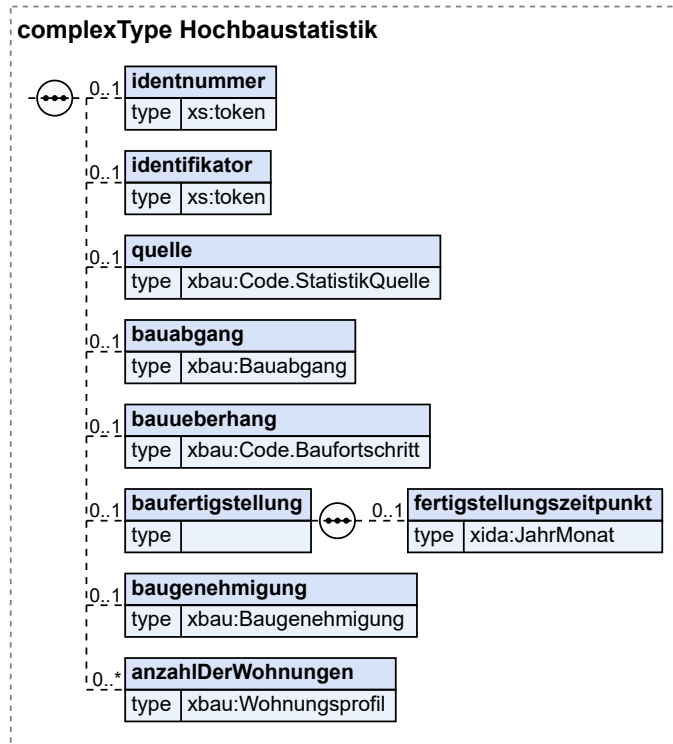 complexType Hochbaustatistik
0..1 identnummer
type xs:token
0..1 identifikator
type xs:token
0..1 quelle
type xbau:Code.StatistikQuelle
0..1 bauabgang
type xbau:Bauabgang
0..1 bauueberhang
type xbau:Code.Baufortschritt
0..1 baufertigstellung 0..1 fertigstellungszeitpunkt
type type xida:JahrMonat
0..1 baugenehmigung
type xbau:Baugenehmigung
0..* anzahlDerWohnungen
type xbau:Wohnungsprofil